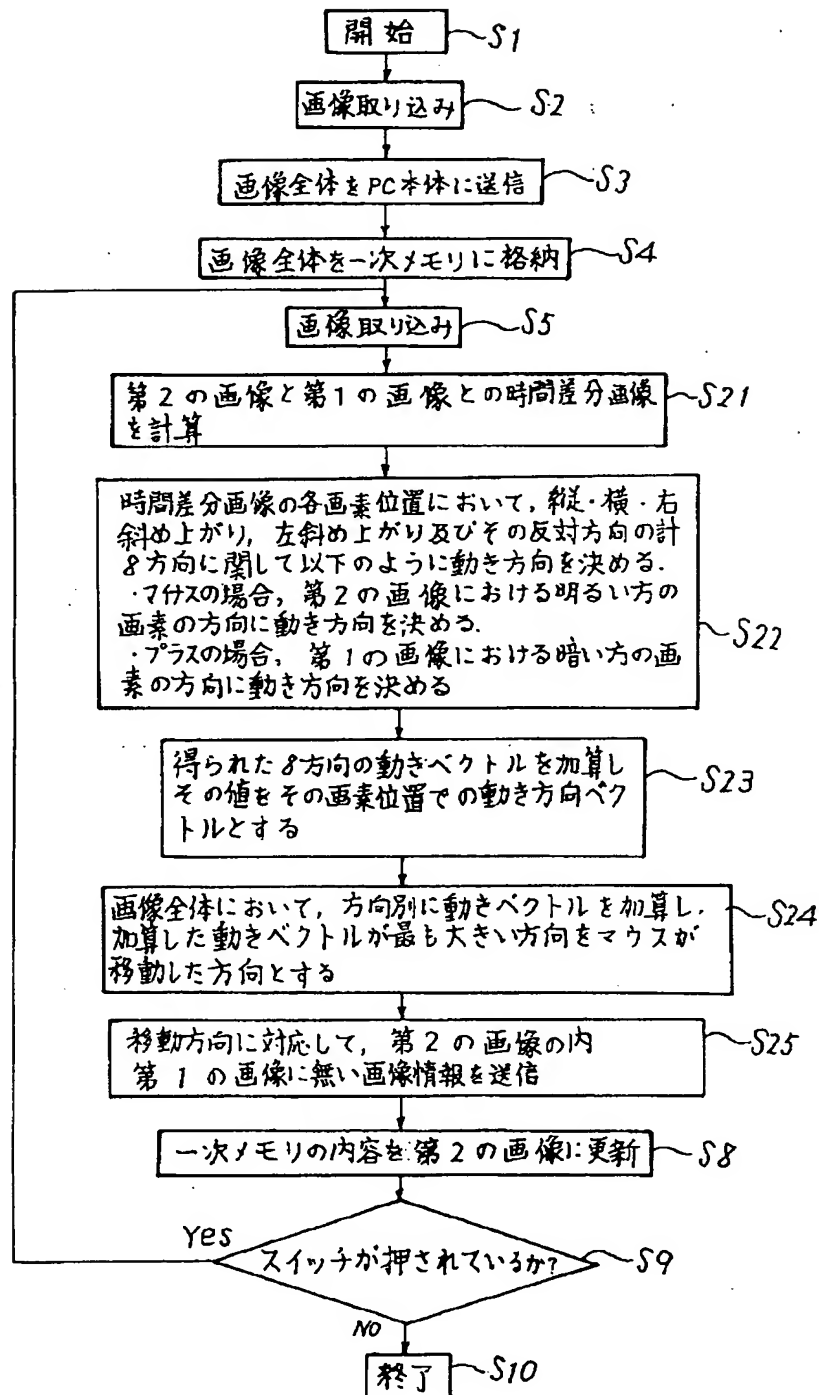 開始 S1
画像取り込み S2
画像全体をPC本体に送信 S3
画像全体を一次メモリに格納 S4
画像取り込み S5
第2の画像と第1の画像との時間差分画像
を計算
S21
時間差分画像の各画素位置において,縦・横・右
斜め上がり,左斜め上がり及びその反対方向の計
8方向に関して以下のように動き方向を決める.
・マイナスの場合,第2の画像における明るい方の
画素の方向に動き方向を決める.
・プラスの場合,第1の画像における暗い方の画
素の方向に動き方向を決める
S22
得られた8方向の動きベクトルを加算し
その値をその画素位置での動き方向ベク
トルとする
S23
画像全体において,方向別に動きベクトルを加算し,
加算した動きベクトルが最も大きい方向をマウスが
移動した方向とする
S24
移動方向に対応して,第2の画像の内
第1の画像に無い画像情報を送信
S25
一次メモリの内容を第2の画像に更新 S8
Yes
スイッチが押されているか? S9
NO
終了 S10